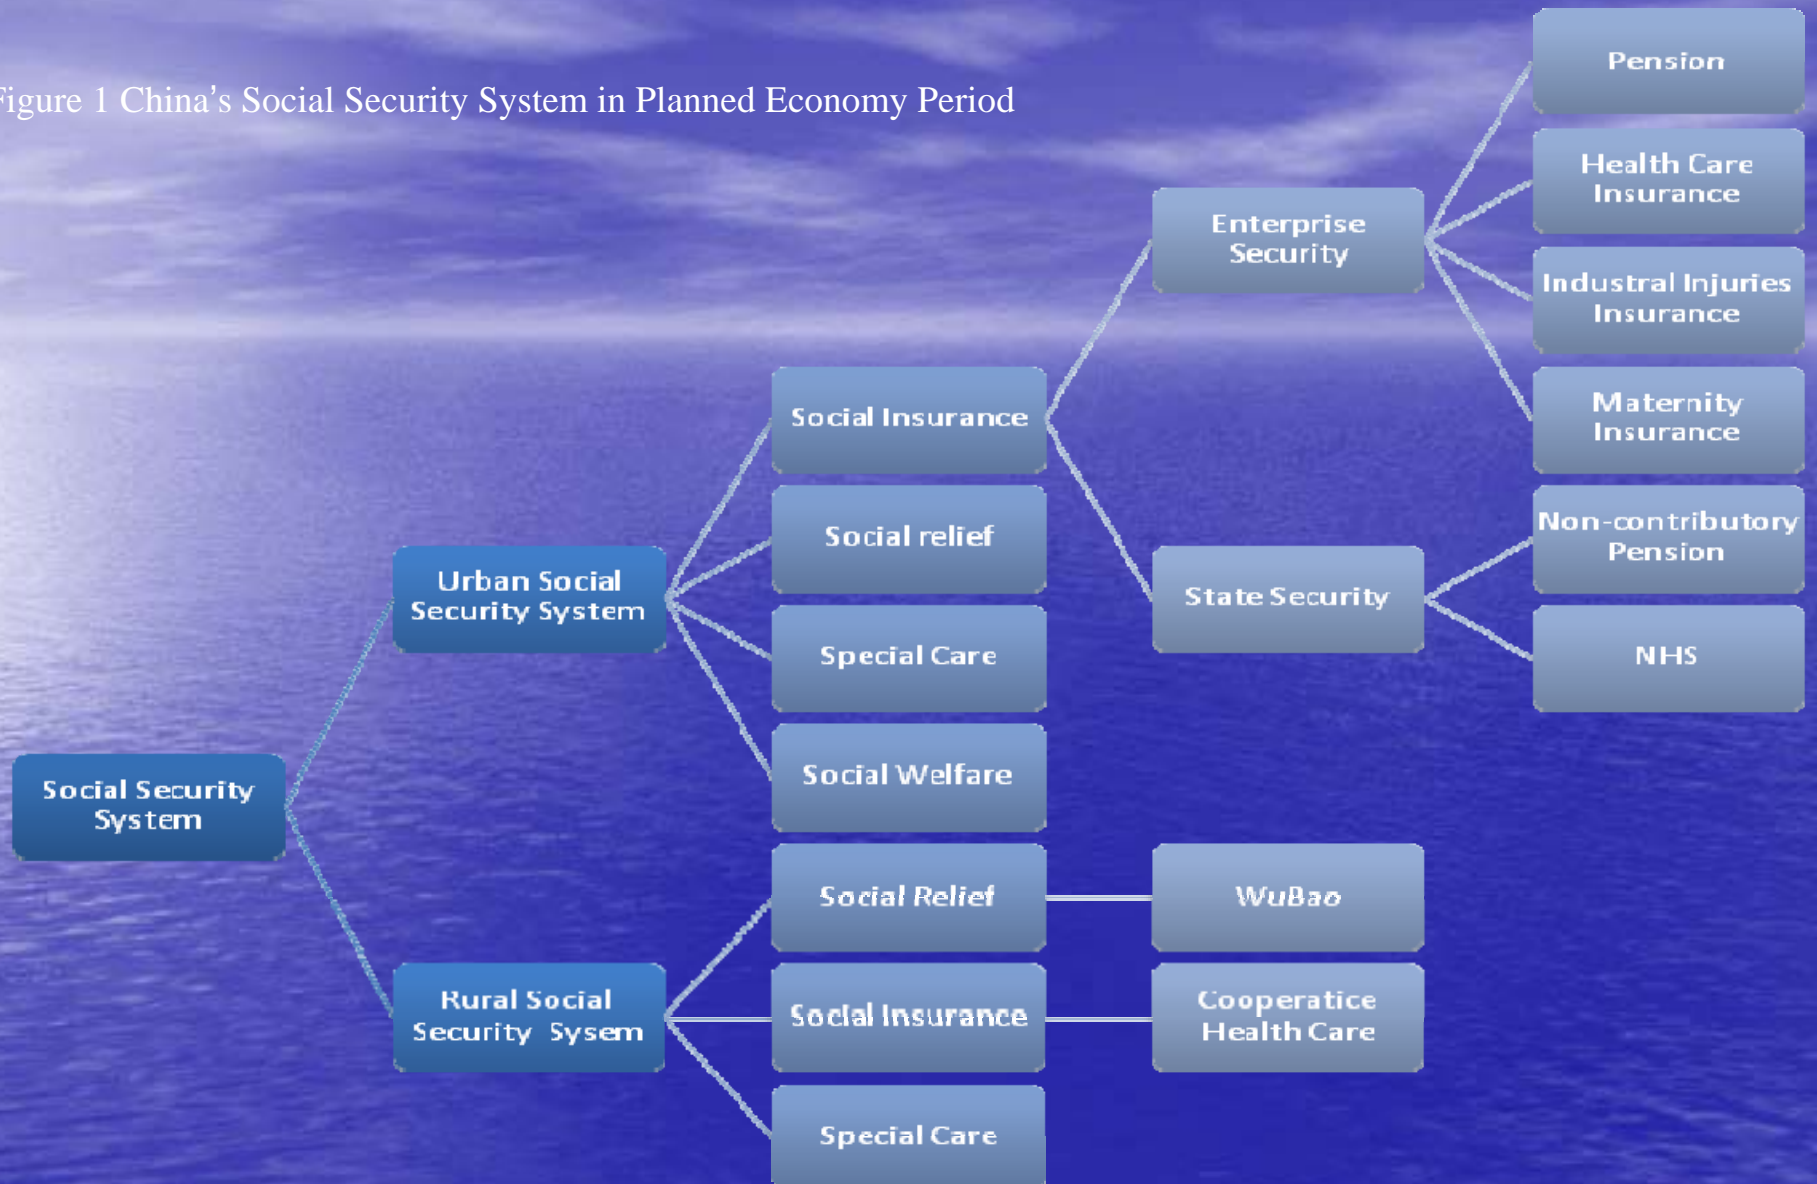 Figure 1 China’s Social Security System in Planned Economy Period
Pension
Health Care
Insurance
Enterprise
Security
Industral Injuries
Insurance
Maternity
Insurance
Social Insurance
Non-contributory
Pension
Social relief
Urban Social
Security System
State Security
Special Care
NHS
Social Welfare
Social Security
System
Social Relief
WuBao
Rural Social
Security Sysem
Social Insurance
Cooperatice
Health Care
Special Care